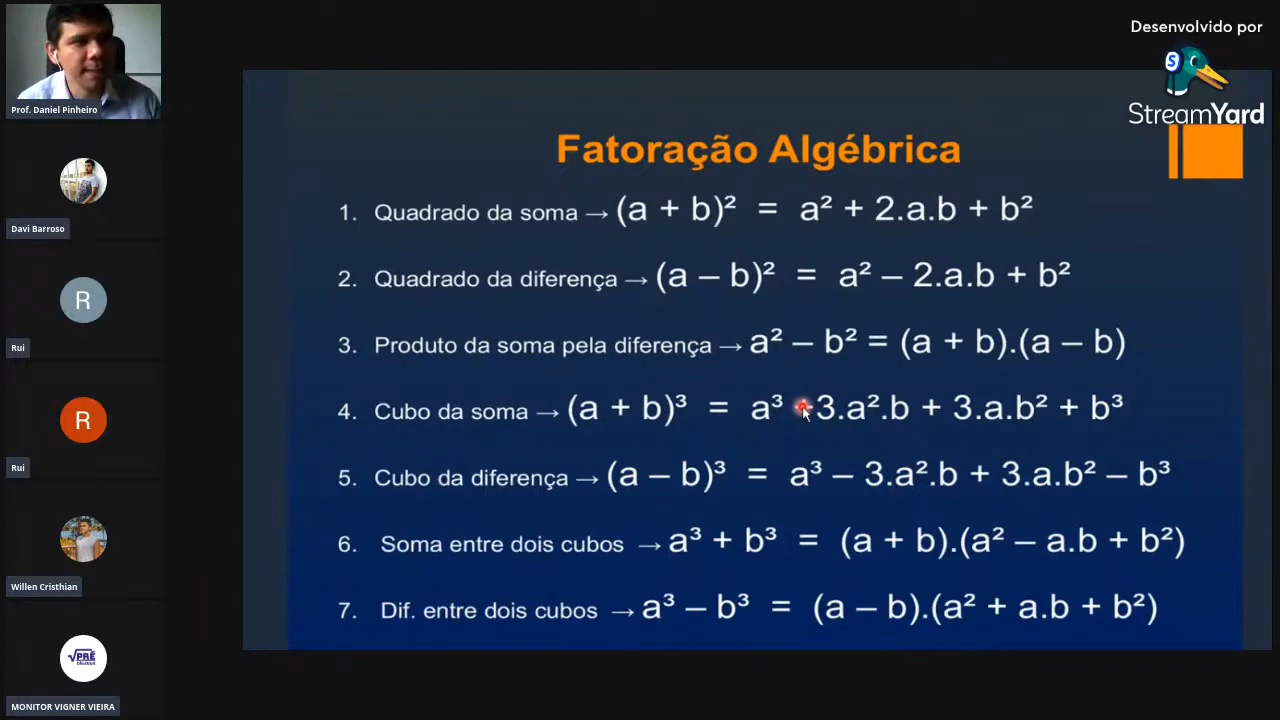 Prof. Daniel Pinheiro
Davi Barroso
R
Rui
R
Rui
Willen Cristhian
√PRÉ
CÁLCULO
MONITOR VIGNER VIEIRA
Desenvolvido por
S
StreamYard
Fatoração Algébrica
1. Quadrado da soma → (a + b)² = a² + 2.a.b + b²
2. Quadrado da diferença → (a – b)² = a² – 2.a.b + b²
3. Produto da soma pela diferença → a² – b² = (a + b).(a – b)
4. Cubo da soma → (a + b)³ = a³ + 3.a².b + 3.a.b² + b³
5. Cubo da diferença → (a – b)³ = a³ – 3.a².b + 3.a.b² – b³
6. Soma entre dois cubos → a³ + b³ = (a + b).(a² – a.b + b²)
7. Dif. entre dois cubos → a³ – b³ = (a – b).(a² + a.b + b²)